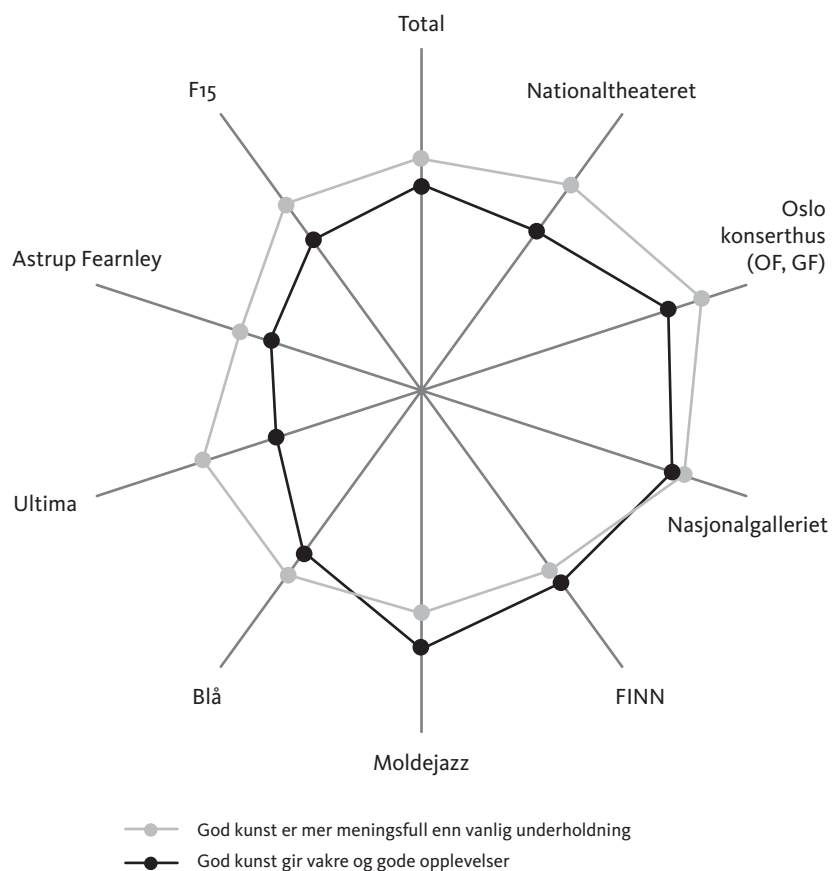 Total
F15
Nationaltheateret
Oslo
konserthus
(OF, GF)
Astrup Fearnley
Ultima
Nasjonalgalleriet
Blå
FINN
Moldejazz
God kunst er mer meningsfull enn vanlig underholdning
God kunst gir vakre og gode opplevelser